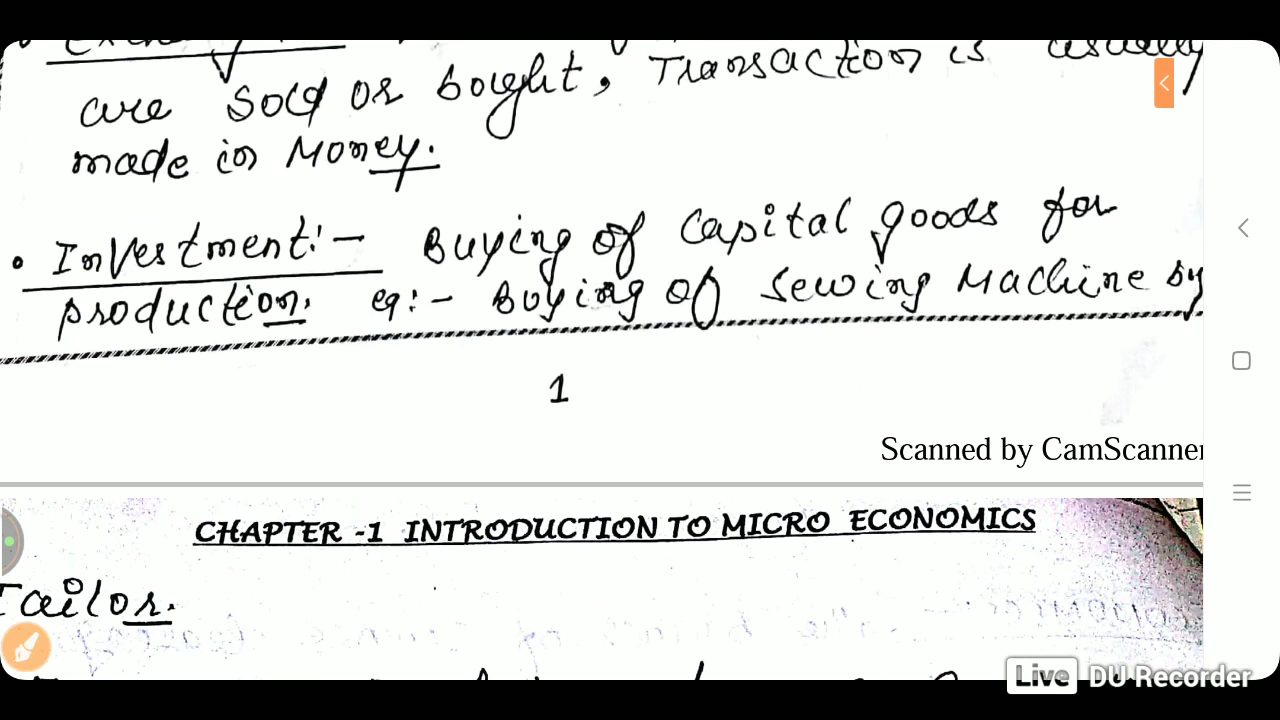 are sold or bought, Transaction is usually
made in Money.
• Investment:- Buying of capital goods for
production. eg:- Buying of Sewing Machine by
1
Scanned by CamScanner
CHAPTER -1 INTRODUCTION TO MICRO ECONOMICS
Tailor.
Live DU Recorder